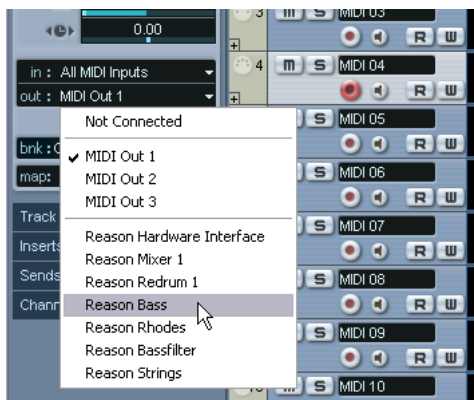 0.00
in : All MIDI Inputs
out : MIDI Out 1
Not Connected
MIDI Out 1
MIDI Out 2
MIDI Out 3
Reason Hardware Interface
Reason Mixer 1
Reason Redrum 1
Reason Bass
Reason Rhodes
Reason Bassfilter
Reason Strings
bnk :
map:
Track
Inserts
Sends
Chann
3 m S MIDI 03
R W
4 m S MIDI 04
R W
S MIDI 05
R W
S MIDI 06
R W
S MIDI 07
R W
S MIDI 08
R W
S MIDI 09
R W
m S MIDI 10